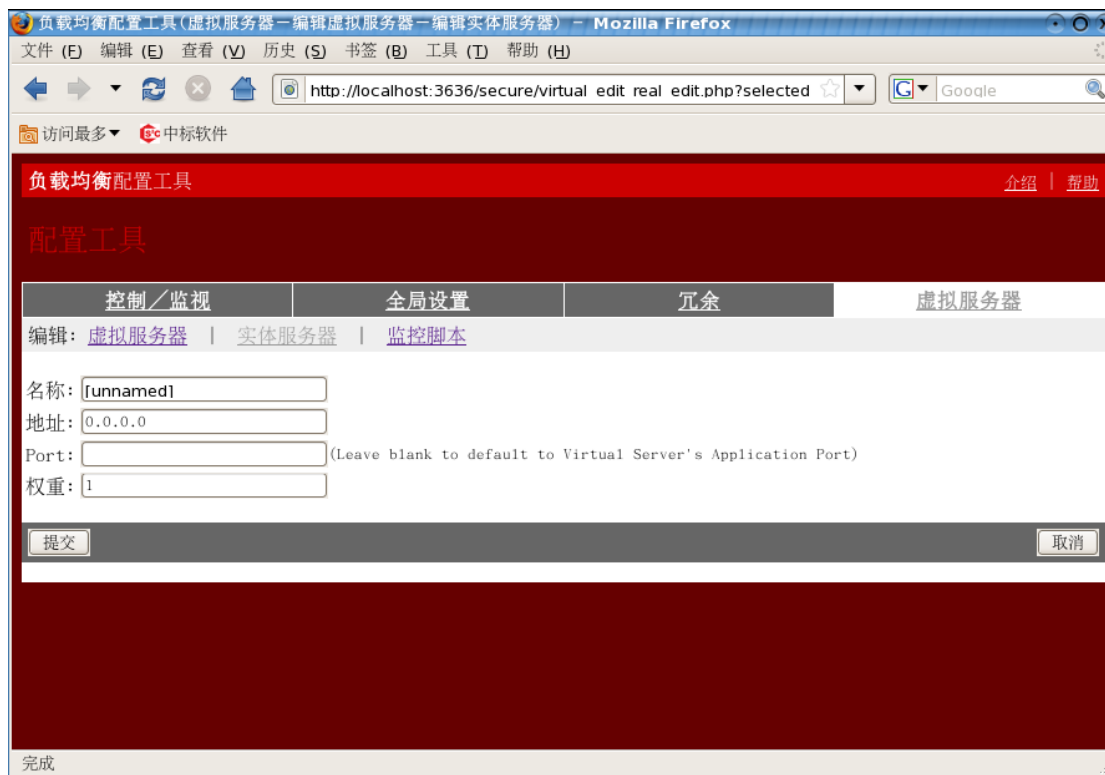 负载均衡配置工具(虚拟服务器－编辑虚拟服务器－编辑实体服务器) － Mozilla Firefox
文件 (F) 编辑 (E) 查看 (V) 历史 (S) 书签 (B) 工具 (T) 帮助 (H)
http://localhost:3636/secure/virtual_edit_real_edit.php?selected Google
访问最多 中标软件
负载均衡配置工具 介绍 | 帮助
配置工具
控制／监视 全局设置 冗余 虚拟服务器
编辑: 虚拟服务器 | 实体服务器 | 监控脚本
名称: [unnamed]
地址: 0.0.0.0
Port: (Leave blank to default to Virtual Server's Application Port)
权重: 1
提交 取消
完成